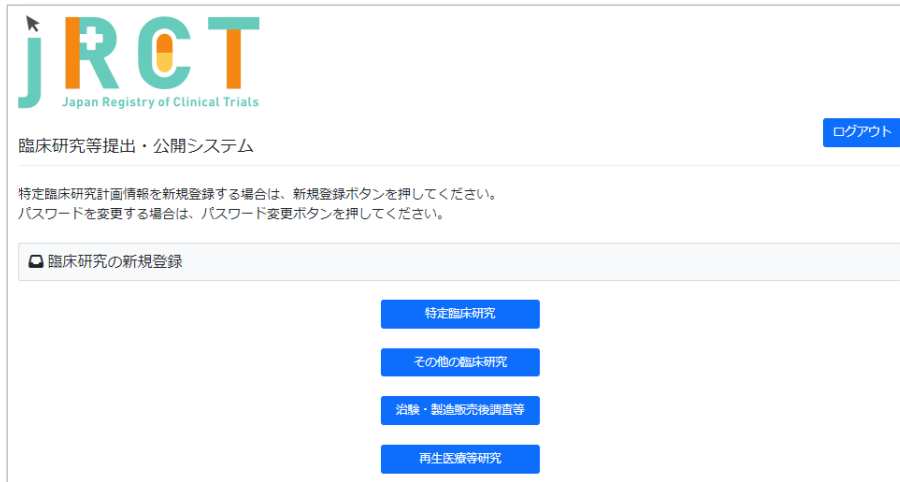 jRCT
Japan Registry of Clinical Trials
臨床研究等提出・公開システム
ログアウト
特定臨床研究計画情報を新規登録する場合は、新規登録ボタンを押してください。
パスワードを変更する場合は、パスワード変更ボタンを押してください。
臨床研究の新規登録
特定臨床研究
その他の臨床研究
治験・製造販売後調査等
再生医療等研究